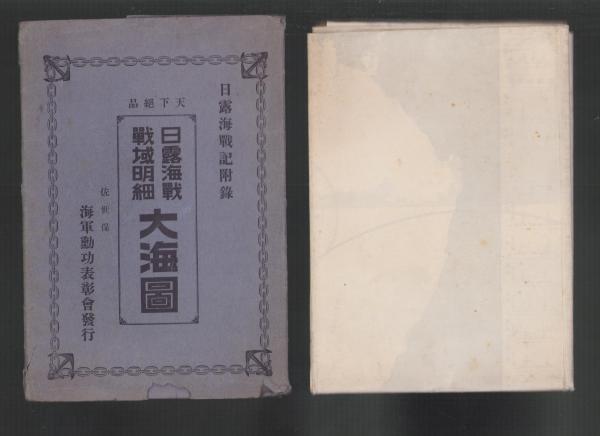 日露海戰記附錄
天下絕品
日露海戰
戰域明細
大海圖
佐世保
海軍勳功表彰會發行